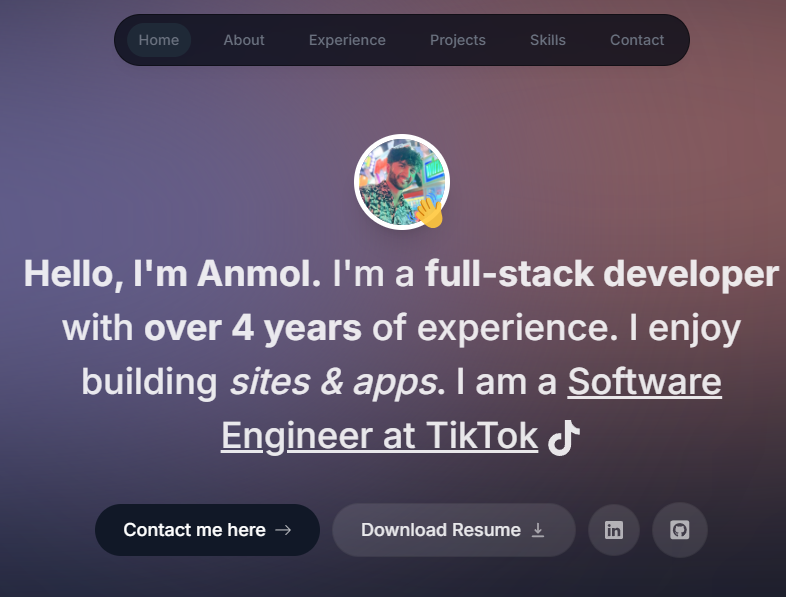 Home About Experience Projects Skills Contact
Hello, I'm Anmol. I'm a full-stack developer
with over 4 years of experience. I enjoy
building sites & apps. I am a Software
Engineer at TikTok
Contact me here Download Resume in